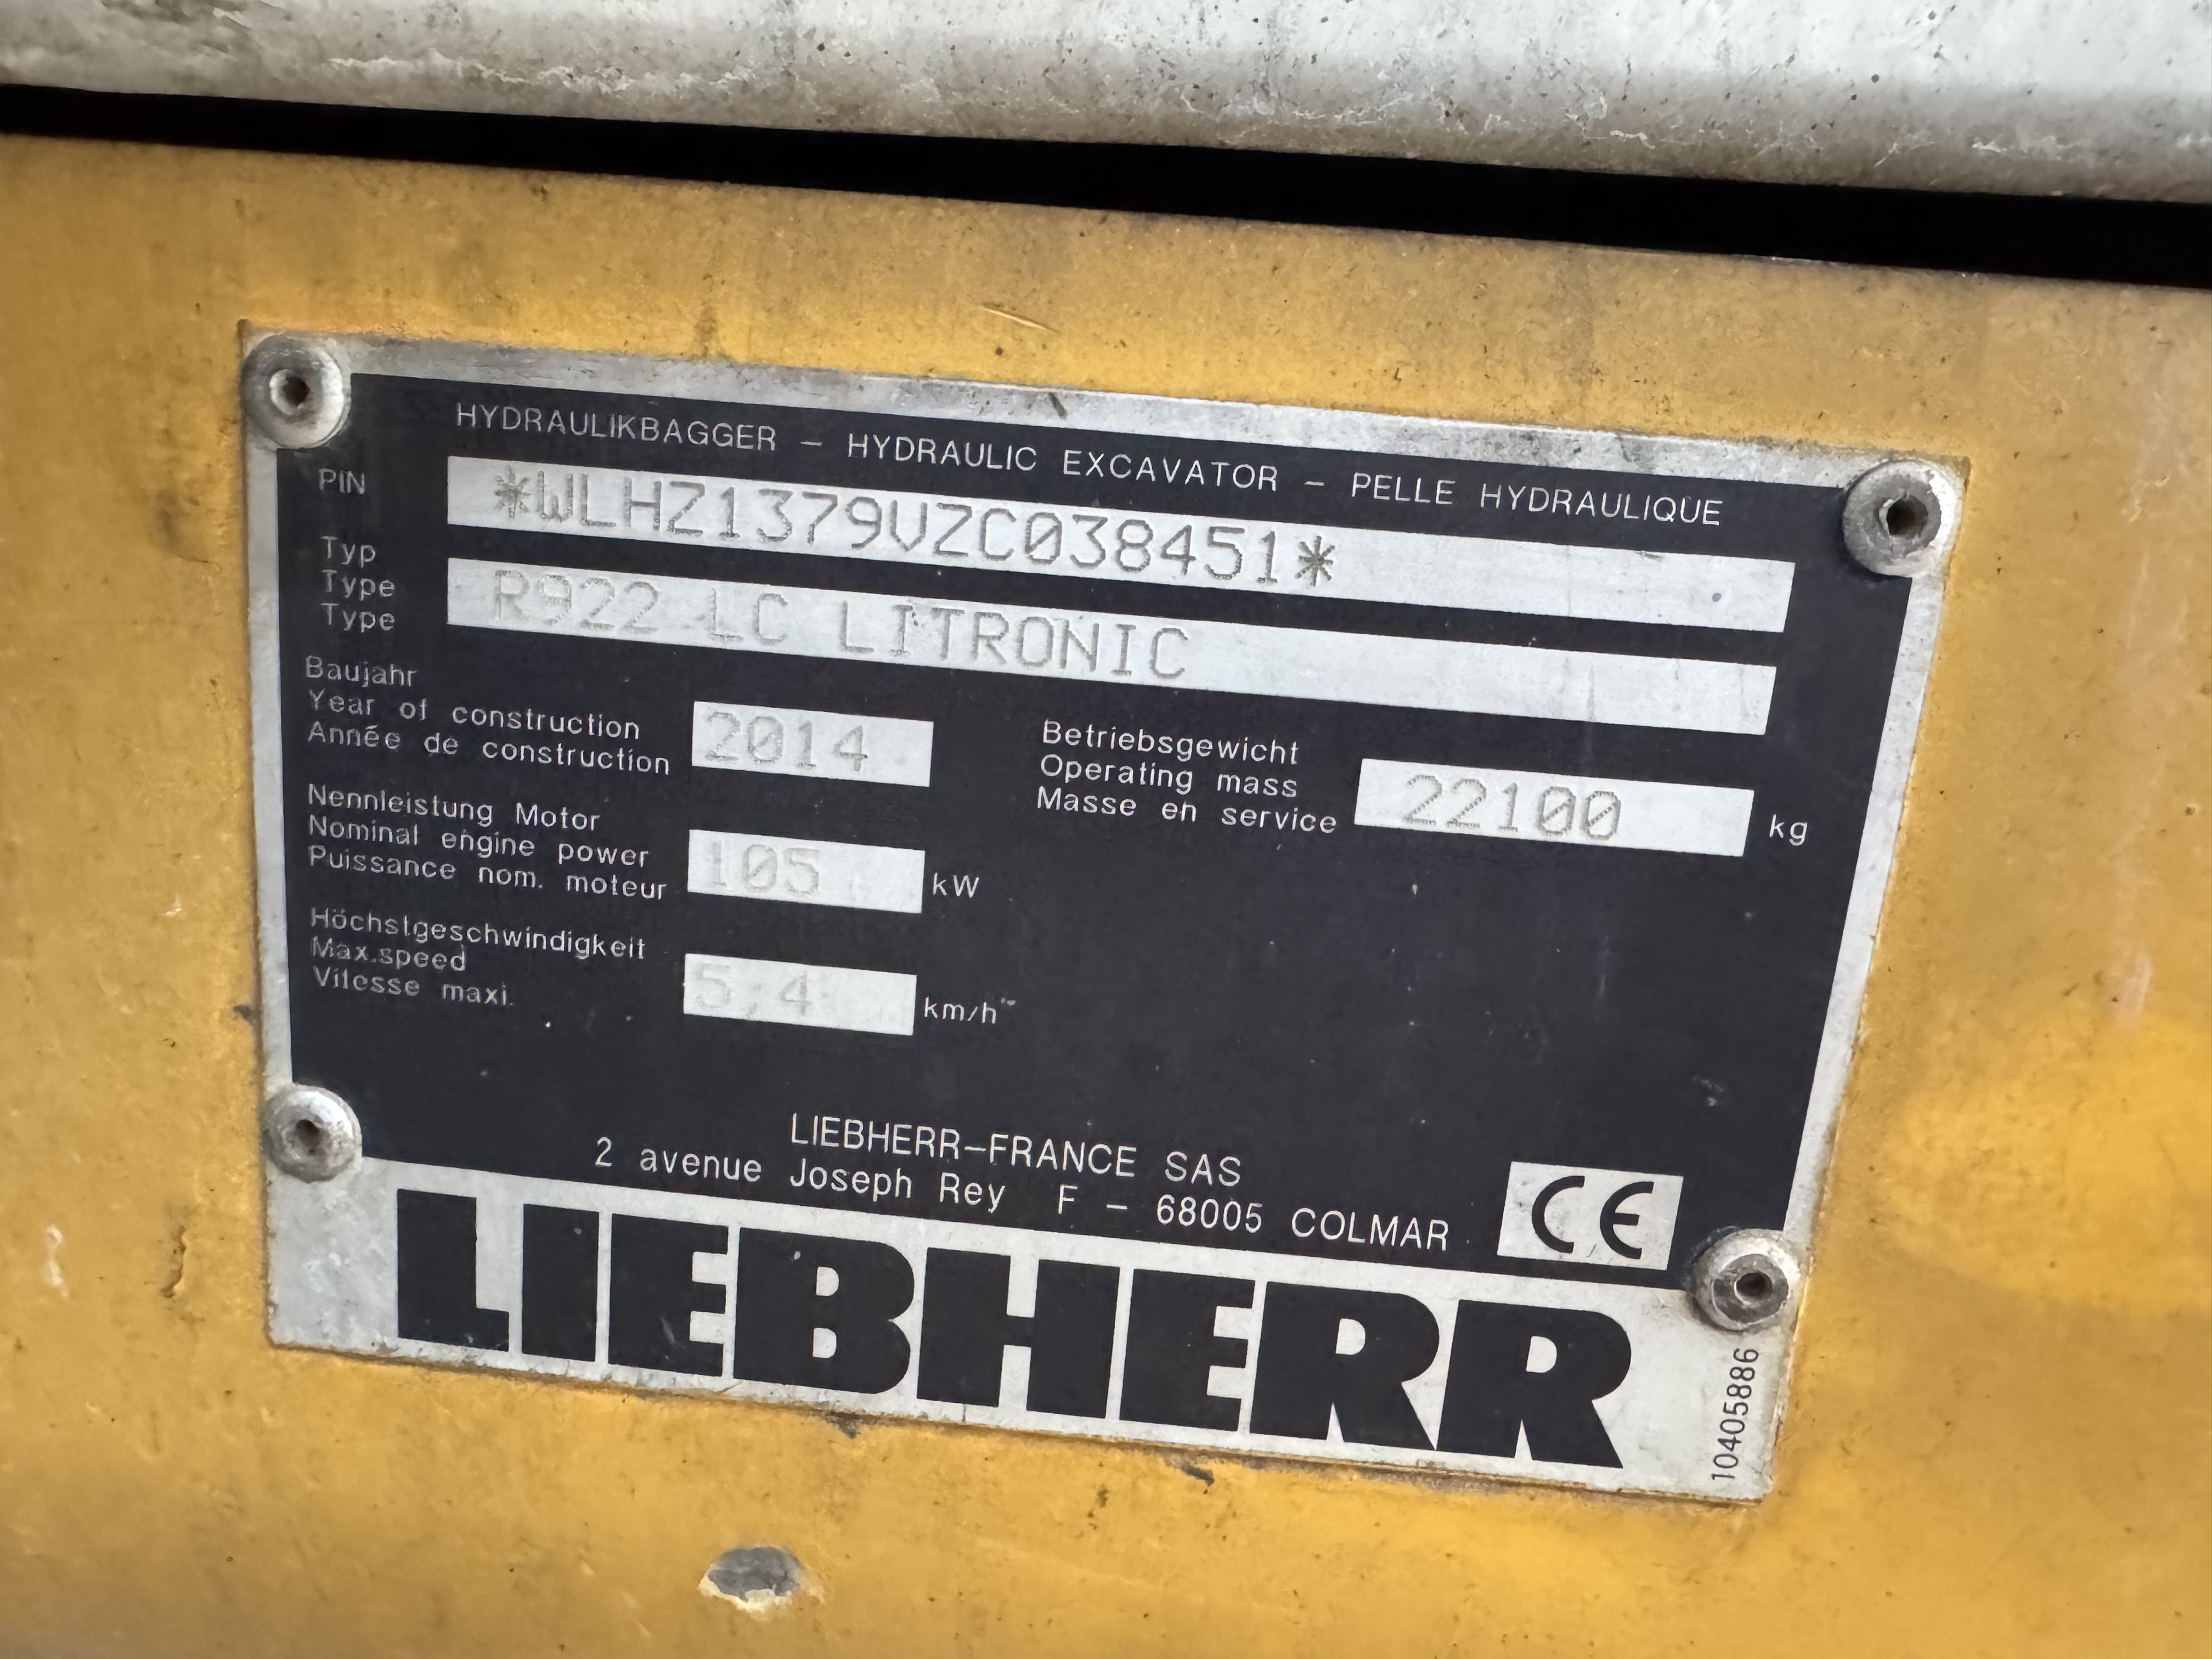 HYDRAULIKBAGGER - HYDRAULIC EXCAVATOR - PELLE HYDRAULIQUE
PIN *WLHZ1379VZC038451*
Typ
Type R922 LC LITRONIC
Type
Baujahr
Year of construction 2014
Année de construction
Betriebsgewicht
Operating mass 22100 kg
Masse en service
Nennleistung Motor
Nominal engine power 105 kW
Puissance nom. moteur
Höchstgeschwindigkeit
Max.speed 5,4 km/h
Vitesse maxi.
LIEBHERR-FRANCE SAS
2 avenue Joseph Rey F - 68005 COLMAR
CE
LIEBHERR
10405886